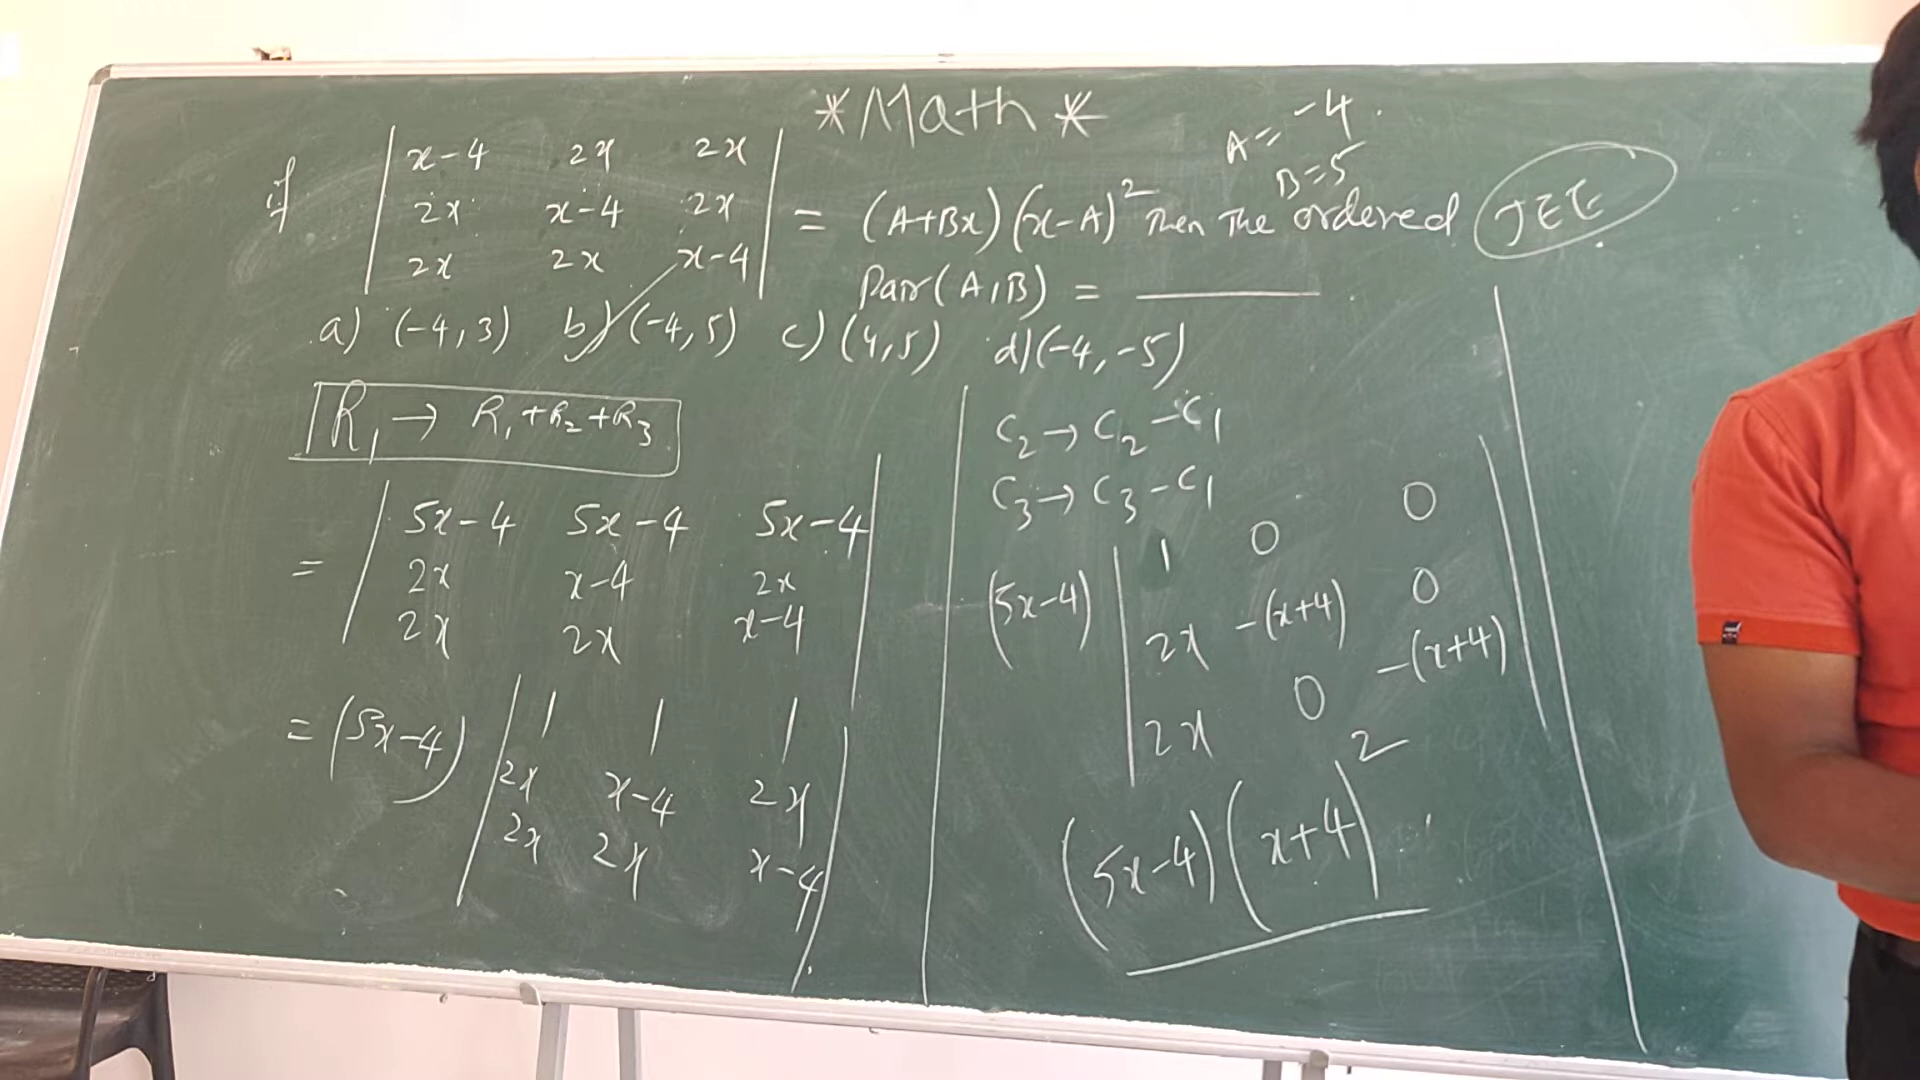 *Math*
A = -4.
B = 5
if | x-4 2x 2x |
| 2x x-4 2x | = (A+Bx)(x-A)² Then The ordered JEE
| 2x 2x x-4 | Pair(A,B) = ________
a) (-4,3) b) (-4,5) c) (4,5) d) (-4,-5)
R₁ → R₁+R₂+R₃
= | 5x-4 5x-4 5x-4 |
| 2x x-4 2x |
| 2x 2x x-4 |
= (5x-4) | 1 1 1 |
| 2x x-4 2x |
| 2x 2x x-4 |
C₂ → C₂ - C₁
C₃ → C₃ - C₁
(5x-4) | 1 0 0 |
| 2x -(x+4) 0 |
| 2x 0 -(x+4) |
(5x-4)(x+4)²